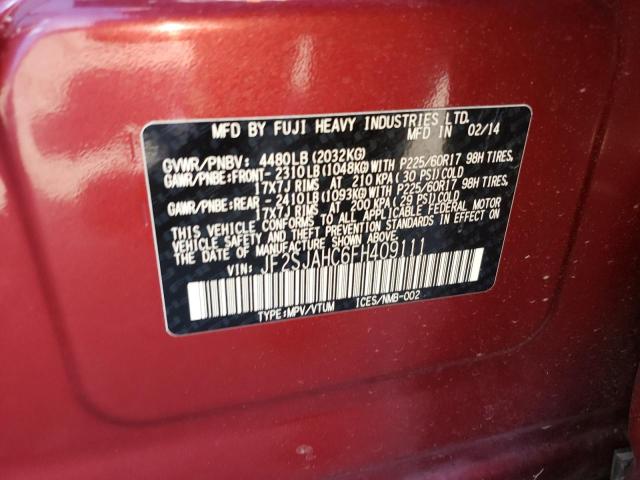 MFD BY FUJI HEAVY INDUSTRIES LTD.
MFD IN 02/14
GVWR/PNBV: 4480LB(2032KG)
GAWR/PNBE:FRONT- 2310LB(1048KG)WITH P225/60R17 98H TIRES,
17X7J RIMS AT 210 KPA( 30 PSI)COLD
GAWR/PNBE:REAR - 2410LB(1093KG)WITH P225/60R17 98H TIRES,
17X7J RIMS AT 200 KPA( 29 PSI)COLD
THIS VEHICLE CONFORMS TO ALL APPLICABLE FEDERAL MOTOR
VEHICLE SAFETY AND THEFT PREVENTION STANDARDS IN EFFECT ON
THE DATE OF MANUFACTURE SHOWN ABOVE.
VIN: JF2SJAHC6FH409111
TYPE:MPV/VTUM ICES/NMB-002